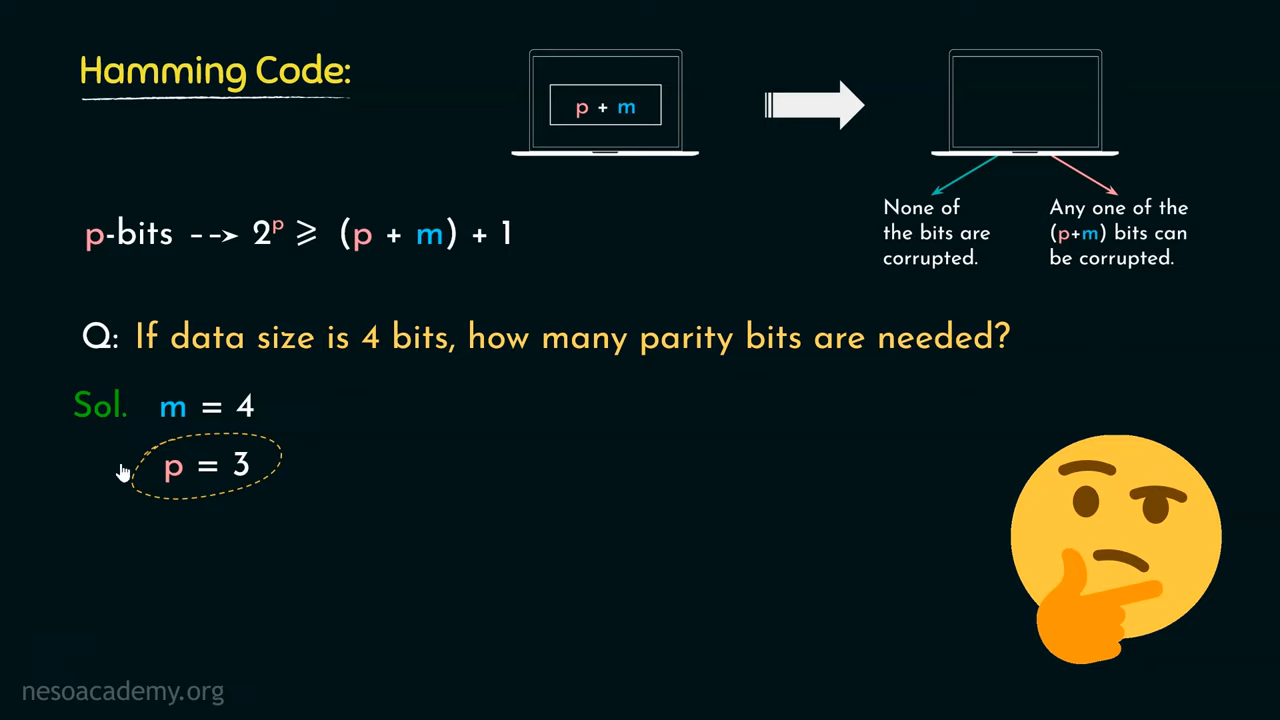 Hamming Code:
p + m
None of
the bits are
corrupted.
Any one of the
(p+m) bits can
be corrupted.
p-bits --→ 2ᵖ ⩾ (p + m) + 1
Q: If data size is 4 bits, how many parity bits are needed?
Sol. m = 4
p = 3
nesoacademy.org